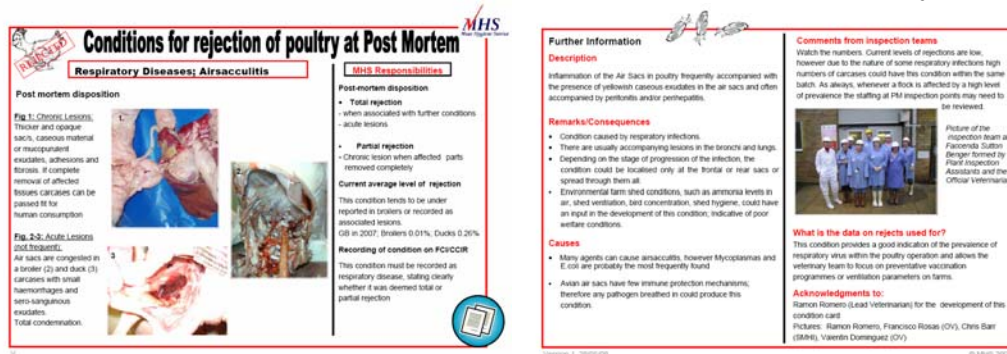 MHS
Meat Hygiene Service
REJECTED
Conditions for rejection of poultry at Post Mortem
Respiratory Diseases; Airsacculitis
Post mortem disposition
Fig 1: Chronic Lesions:
Thicker and opaque
sac/s, caseous material
or mucopurulent
exudates, adhesions and
fibrosis. If complete
removal of affected
tissues carcases can be
passed fit for
human consumption
Fig. 2-3: Acute Lesions
(not frequent):
Air sacs are congested in
a broiler (2) and duck (3)
carcases with small
haemorrhages and
sero-sanguinous
exudates.
Total condemnation.
1.
3
MHS Responsibilities
Post-mortem disposition
• Total rejection
- when associated with further conditions
- acute lesions.
• Partial rejection
- Chronic lesion when affected parts
removed completely
Current average level of rejection
This condition tends to be under
reported in broilers or recorded as
associated lesions.
GB in 2007; Broilers 0.01%, Ducks 0.26%
Recording of condition on FCI/CCIR
This condition must be recorded as
respiratory disease, stating clearly
whether it was deemed total or
partial rejection
Further Information
Description
Inflammation of the Air Sacs in poultry frequently accompanied with
the presence of yellowish caseous exudates in the air sacs and often
accompanied by peritonitis and/or perihepatitis.
Remarks/Consequences
• Condition caused by respiratory infections.
• There are usually accompanying lesions in the bronchi and lungs.
• Depending on the stage of progression of the infection, the
condition could be localised only at the frontal or rear sacs or
spread through them all.
• Environmental farm shed conditions, such as ammonia levels in
air, shed ventilation, bird concentration, shed hygiene, could have
an input in the development of this condition; indicative of poor
welfare conditions.
Causes
• Many agents can cause airsacculitis, however Mycoplasmas and
E.coli are probably the most frequently found
• Avian air sacs have few immune protection mechanisms;
therefore any pathogen breathed in could produce this
condition.
Comments from inspection teams
Watch the numbers. Current levels of rejections are low,
however due to the nature of some respiratory infections high
numbers of carcases could have this condition within the same
batch. As always, whenever a flock is affected by a high level
of prevalence the staffing at PM inspection points may need to
be reviewed.
Picture of the
inspection team at
Faccenda Sutton
Benger formed by
Plant Inspection
Assistants and the
Official Veterinarian
What is the data on rejects used for?
This condition provides a good indication of the prevalence of
respiratory virus within the poultry operation and allows the
veterinary team to focus on preventative vaccination
programmes or ventilation parameters on farms.
Acknowledgments to:
Ramon Romero (Lead Veterinarian) for the development of this
condition card
Pictures: Ramon Romero, Francisco Rosas (OV), Chris Barr
(SMHI), Valentin Dominguez (OV)